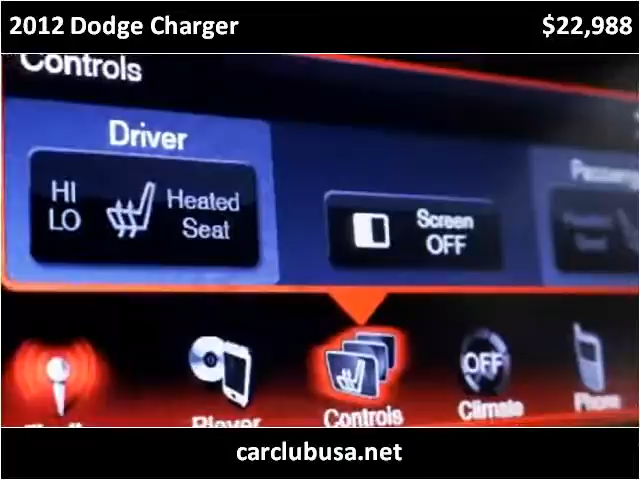 2012 Dodge Charger $22,988
Controls
Driver
HI
LO
Heated
Seat
Screen
OFF
Controls
OFF
Climate
Player
Phone
carclubusa.net